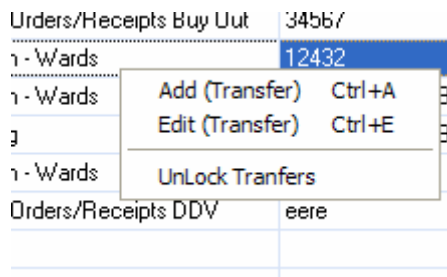 Orders/Receipts Buy Out 34567
n - Wards 12432
n - Wards
Add (Transfer) Ctrl+A
Edit (Transfer) Ctrl+E
g
n - Wards
UnLock Tranfers
Orders/Receipts DDV eere